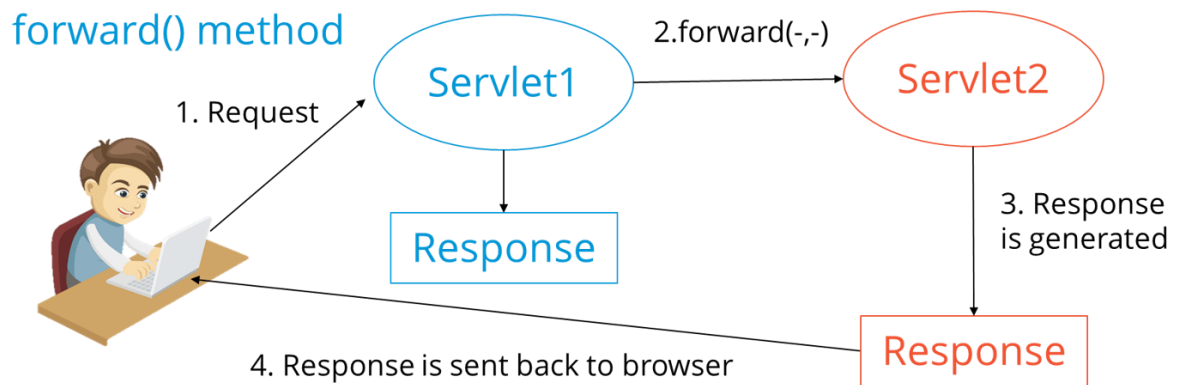 forward() method
1. Request
Servlet1
2.forward(-,-)
Servlet2
Response
3. Response
is generated
Response
4. Response is sent back to browser